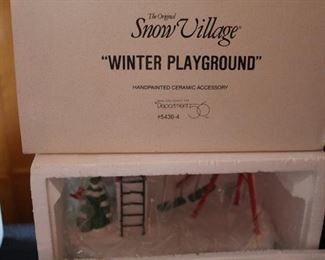 The Original
Snow Village®
"WINTER PLAYGROUND"
HANDPAINTED CERAMIC ACCESSORY
Department 56
#5436-4